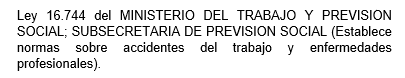 Ley 16.744 del MINISTERIO DEL TRABAJO Y PREVISION
SOCIAL; SUBSECRETARIA DE PREVISION SOCIAL (Establece
normas sobre accidentes del trabajo y enfermedades
profesionales).